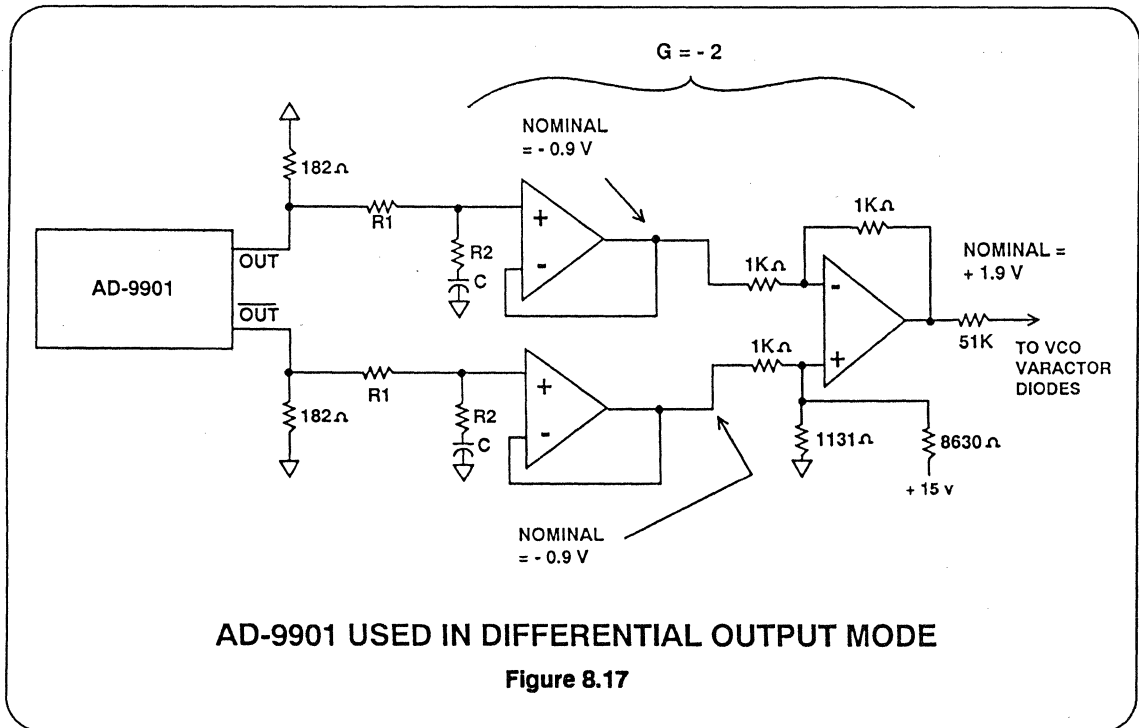 G = - 2
NOMINAL
= - 0.9 V
182Ω
R1
R2
C
1KΩ
1KΩ
NOMINAL =
+ 1.9 V
AD-9901
OUT
OUT
-
+
+
-
51K
TO VCO
VARACTOR
DIODES
1KΩ
R1
182Ω
R2
C
+
-
1131Ω
8630Ω
+ 15 v
NOMINAL
= - 0.9 V
AD-9901 USED IN DIFFERENTIAL OUTPUT MODE
Figure 8.17